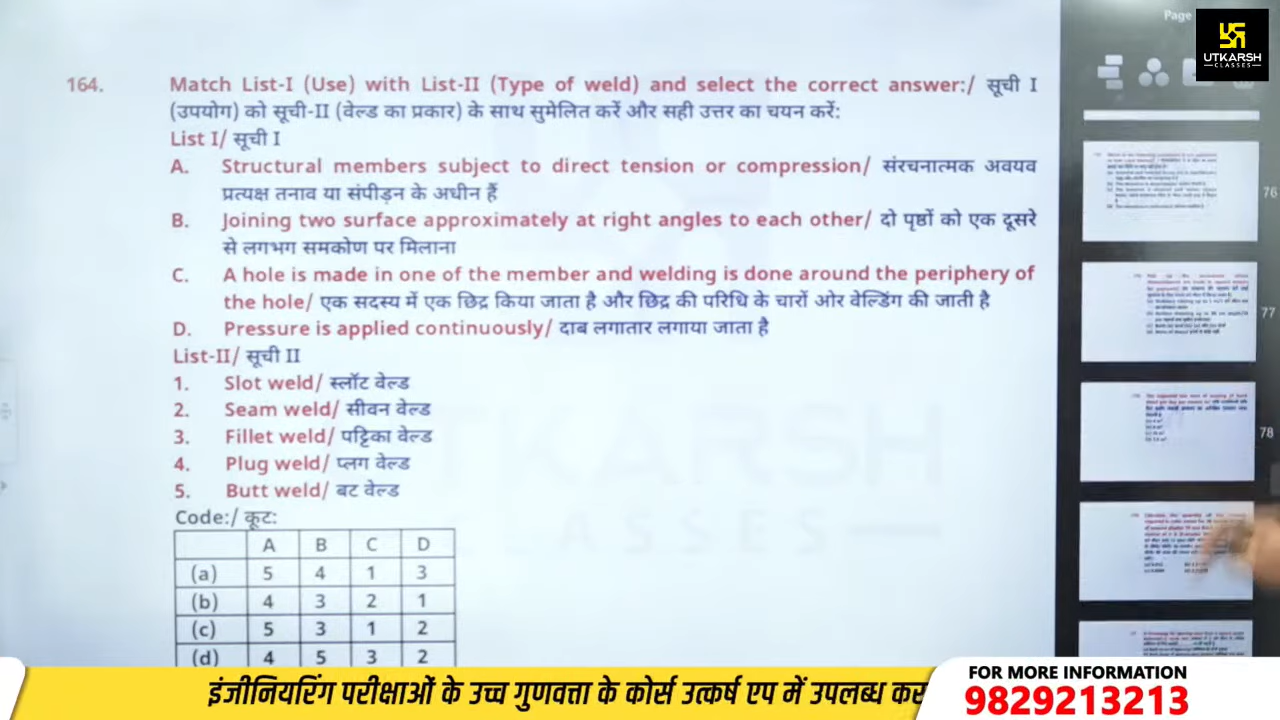 Page
UTKARSH
CLASSES
164. Match List-I (Use) with List-II (Type of weld) and select the correct answer:/ सूची I
(उपयोग) को सूची-II (वेल्ड का प्रकार) के साथ सुमेलित करें और सही उत्तर का चयन करें:
List I/ सूची I
A. Structural members subject to direct tension or compression/ संरचनात्मक अवयव
प्रत्यक्ष तनाव या संपीड़न के अधीन हैं
B. Joining two surface approximately at right angles to each other/ दो पृष्ठों को एक दूसरे
से लगभग समकोण पर मिलाना
C. A hole is made in one of the member and welding is done around the periphery of
the hole/ एक सदस्य में एक छिद्र किया जाता है और छिद्र की परिधि के चारों ओर वेल्डिंग की जाती है
D. Pressure is applied continuously/ दाब लगातार लगाया जाता है
List-II/ सूची II
1. Slot weld/ स्लॉट वेल्ड
2. Seam weld/ सीवन वेल्ड
3. Fillet weld/ पट्टिका वेल्ड
4. Plug weld/ प्लग वेल्ड
5. Butt weld/ बट वेल्ड
Code:/ कूट:
A B C D
(a) 5 4 1 3
(b) 4 3 2 1
(c) 5 3 1 2
(d) 4 5 3 2
76
77
78
इंजीनियरिंग परीक्षाओं के उच्च गुणवत्ता के कोर्स उत्कर्ष एप में उपलब्ध
FOR MORE INFORMATION
9829213213